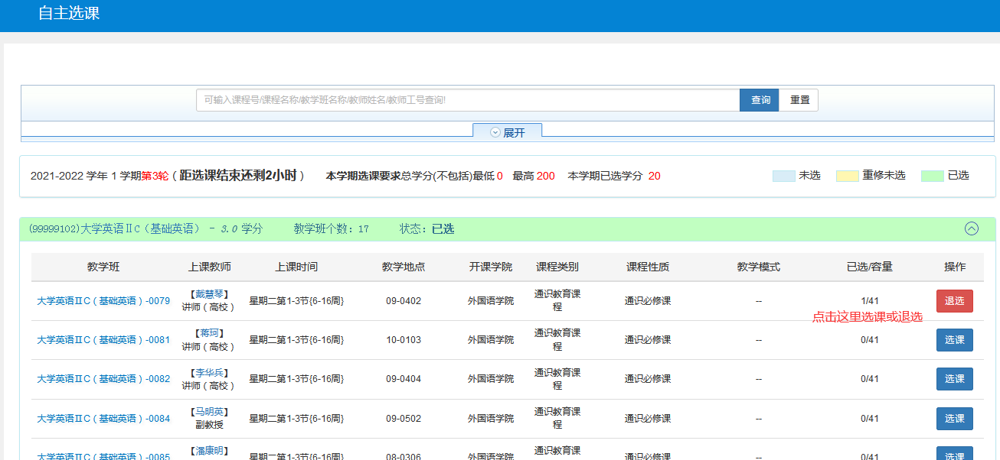 自主选课
可输入课程号/课程名称/教学班名称/教师姓名/教师工号查询!
查询 重置
展开
2021-2022 学年 1 学期第3轮（距选课结束还剩2小时） 本学期选课要求总学分(不包括)最低 0 最高 200 本学期已选学分 20 未选 重修未选 已选
(99999102)大学英语ⅡC（基础英语） - 3.0 学分 教学班个数：17 状态：已选
教学班 上课教师 上课时间 教学地点 开课学院 课程类别 课程性质 教学模式 已选/容量 操作
大学英语ⅡC（基础英语）-0079 【戴慧琴】 讲师（高校） 星期二第1-3节{6-16周} 09-0402 外国语学院 通识教育课程 通识必修课 -- 1/41 退选
点击这里选课或退选
大学英语ⅡC（基础英语）-0081 【蒋珂】 讲师（高校） 星期二第1-3节{6-16周} 10-0103 外国语学院 通识教育课程 通识必修课 -- 0/41 选课
大学英语ⅡC（基础英语）-0082 【李华兵】 讲师（高校） 星期二第1-3节{6-16周} 09-0404 外国语学院 通识教育课程 通识必修课 -- 0/41 选课
大学英语ⅡC（基础英语）-0084 【马明英】 副教授 星期二第1-3节{6-16周} 09-0502 外国语学院 通识教育课程 通识必修课 -- 0/41 选课
大学英语ⅡC（基础英语）-0085 【潘康明】 星期二第1-3节{6-16周} 08-0306 外国语学院 通识教育课 通识必修课 -- 0/41 选课